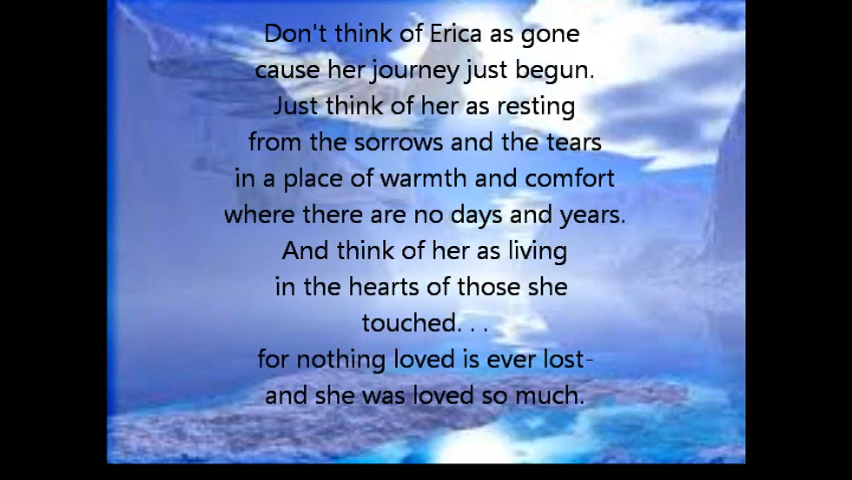 Don't think of Erica as gone
cause her journey just begun.
Just think of her as resting
from the sorrows and the tears
in a place of warmth and comfort
where there are no days and years.
And think of her as living
in the hearts of those she
touched. . .
for nothing loved is ever lost-
and she was loved so much.